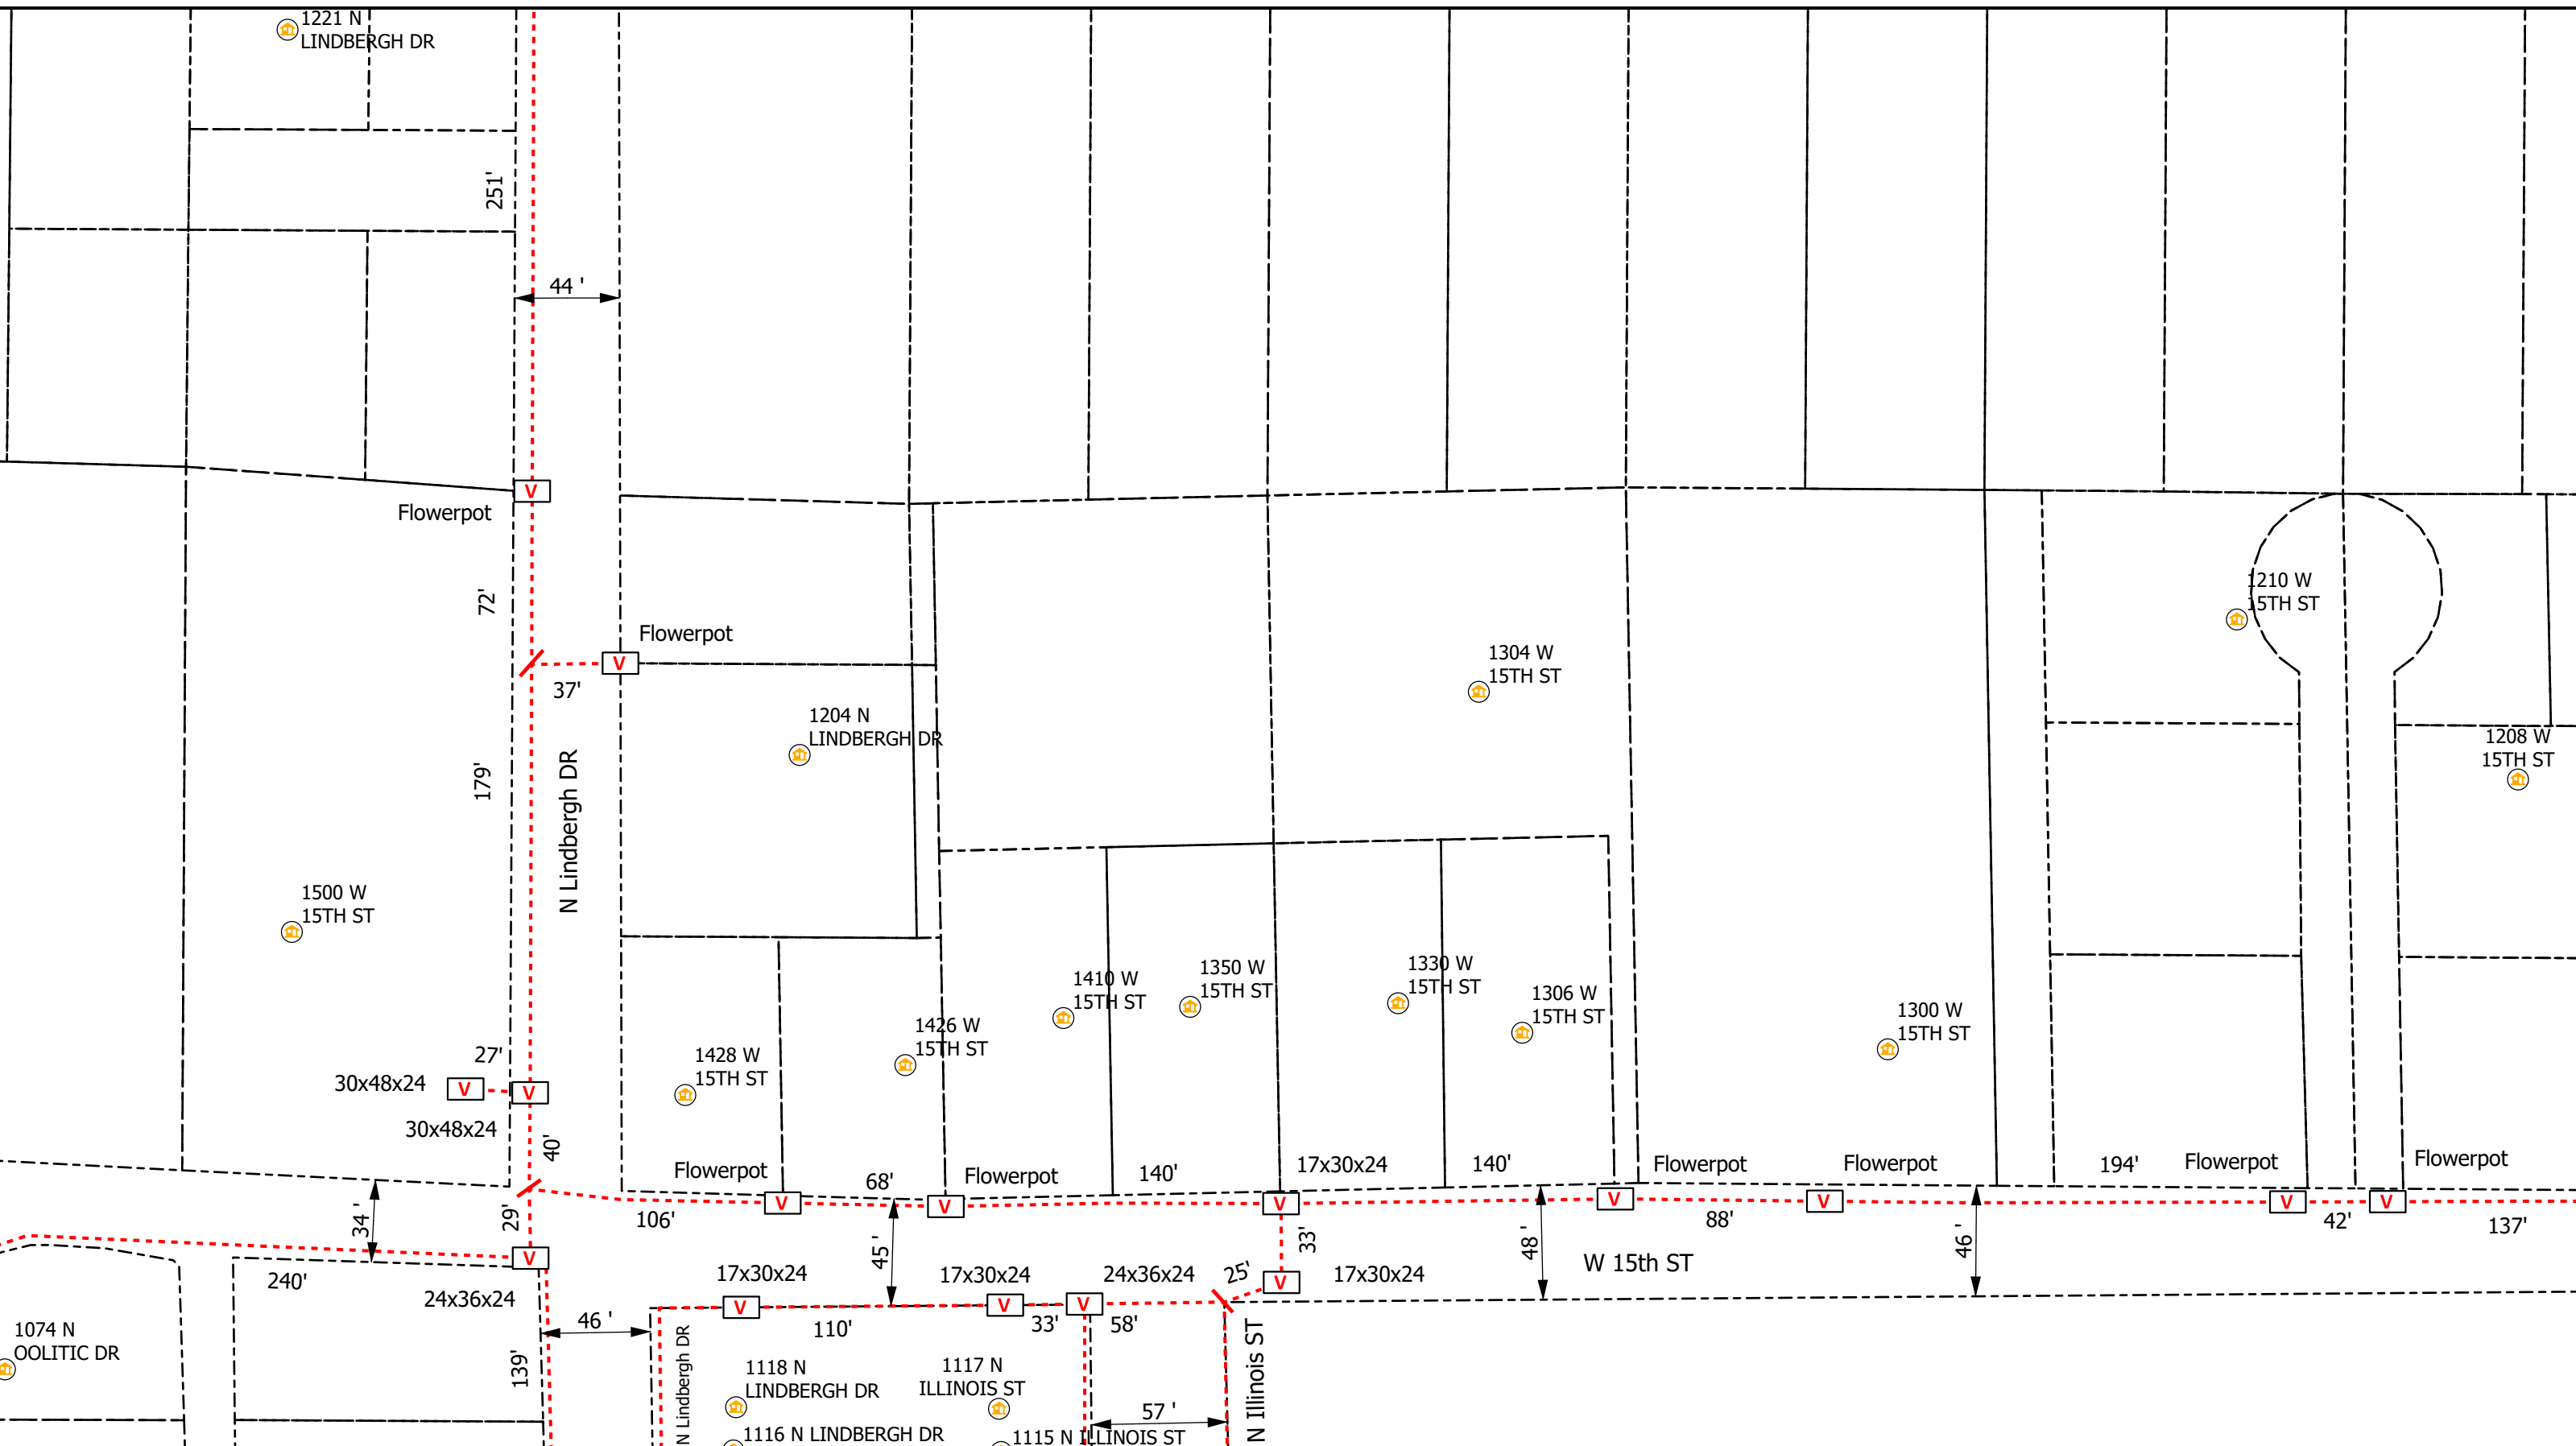 1221 N
LINDBERGH DR
251'
44 '
Flowerpot
72'
Flowerpot
37'
1210 W
15TH ST
1304 W
15TH ST
1204 N
LINDBERGH DR
1208 W
15TH ST
179'
N Lindbergh DR
1500 W
15TH ST
1410 W
15TH ST
1350 W
15TH ST
1330 W
15TH ST
1306 W
15TH ST
1300 W
15TH ST
1426 W
15TH ST
1428 W
15TH ST
27'
30x48x24
V
V
30x48x24
40'
Flowerpot
68'
Flowerpot
140'
17x30x24
140'
Flowerpot
Flowerpot
194'
Flowerpot
Flowerpot
V
V
V
V
V
V
V
V
V
34 '
29'
106'
45 '
33'
48 '
88'
46 '
42'
137'
W 15th ST
V
240'
24x36x24
17x30x24
17x30x24
24x36x24
25'
V
17x30x24
V
V
V
46 '
110'
33'
58'
1074 N
OOLITIC DR
139'
N Lindbergh DR
1118 N
LINDBERGH DR
1117 N
ILLINOIS ST
N Illinois ST
57 '
1116 N LINDBERGH DR
1115 N ILLINOIS ST
V